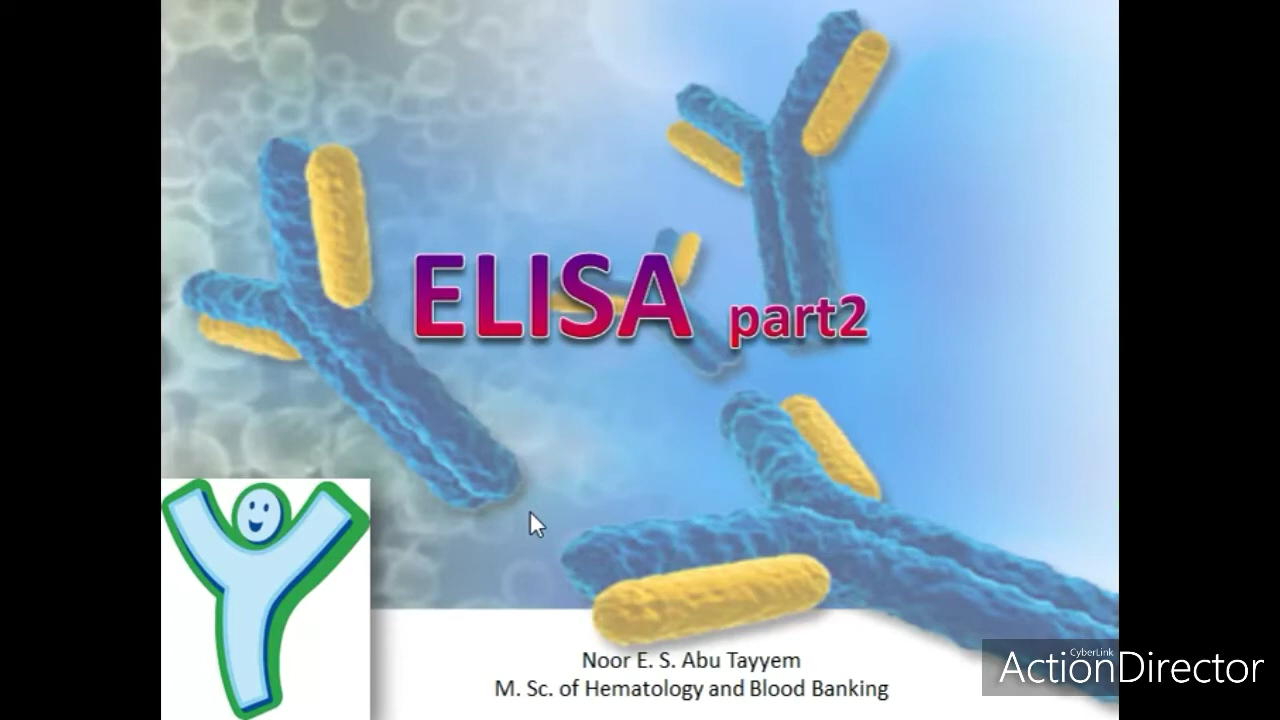 ELISA part2
Noor E. S. Abu Tayyem
M. Sc. of Hematology and Blood Banking
CyberLink
ActionDirector